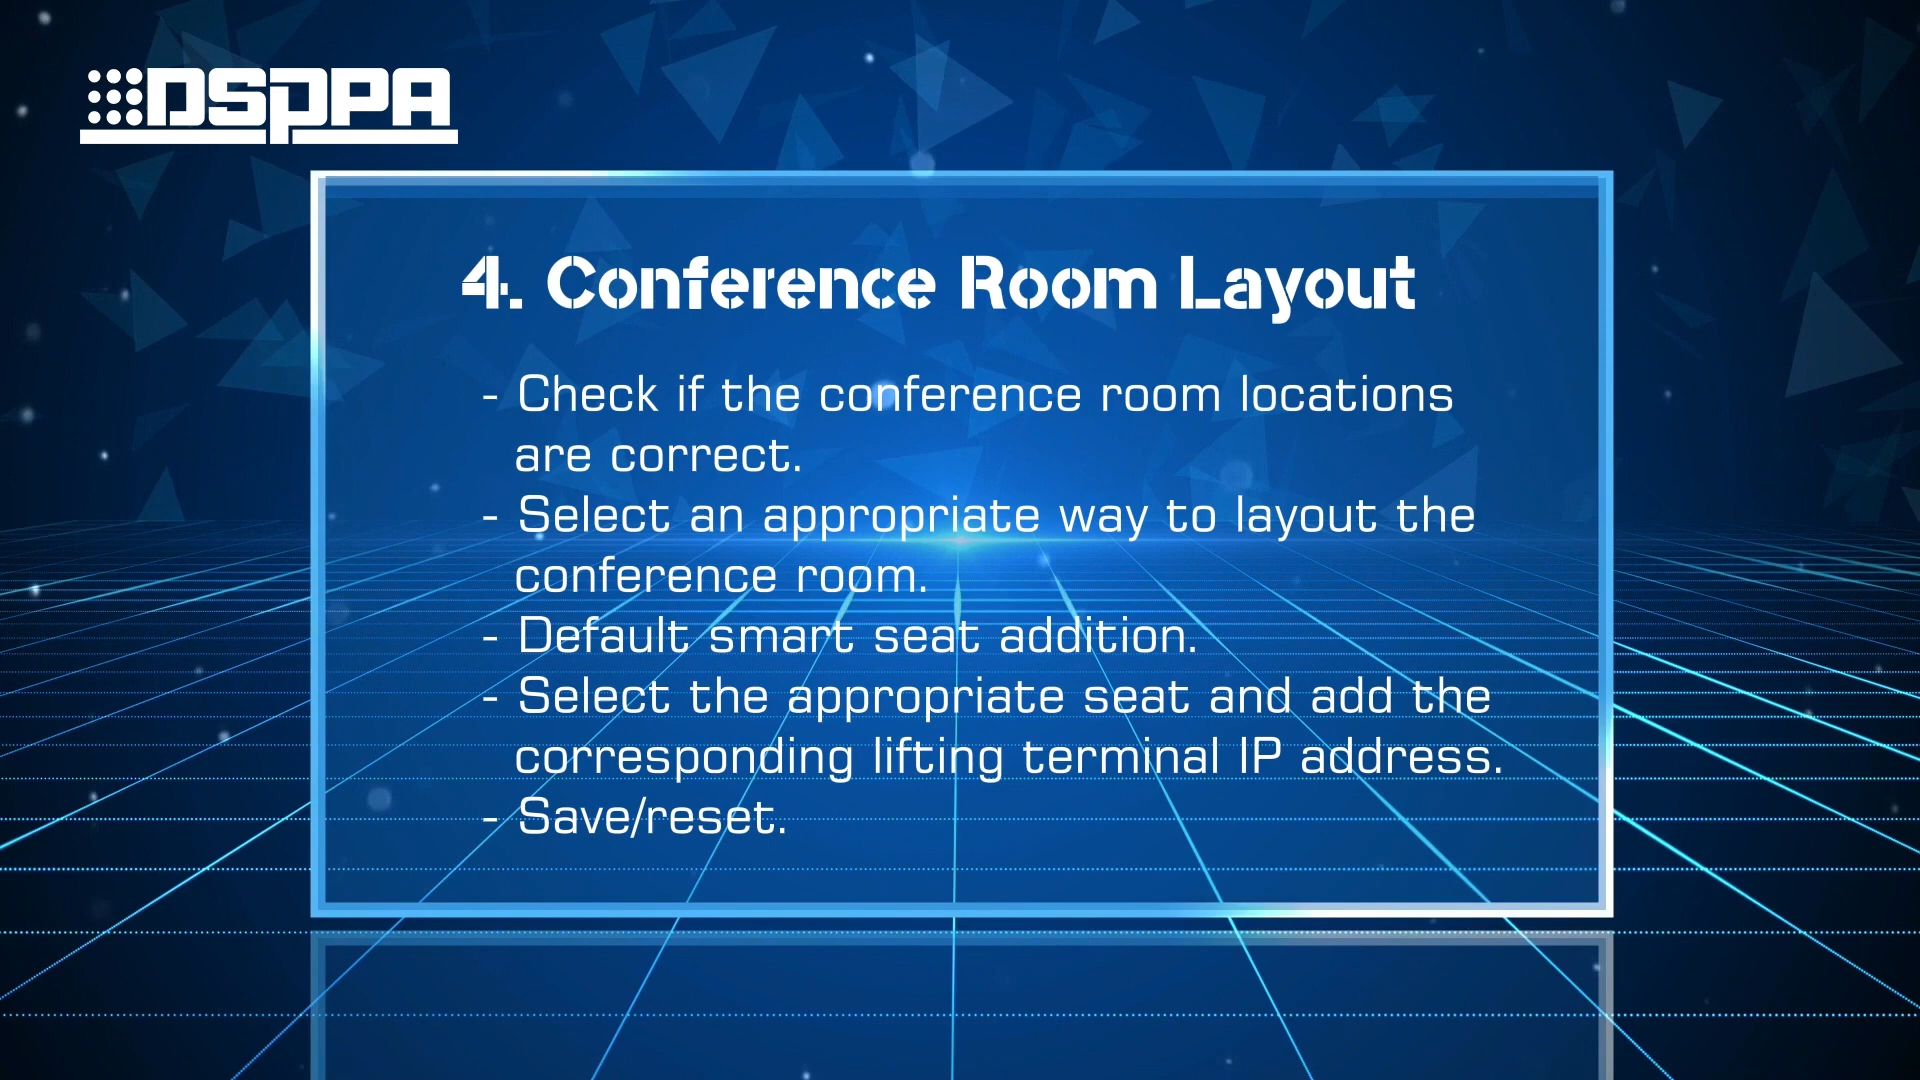 DSPPA
4. Conference Room Layout
- Check if the conference room locations
are correct.
- Select an appropriate way to layout the
conference room.
- Default smart seat addition.
- Select the appropriate seat and add the
corresponding lifting terminal IP address.
- Save/reset.